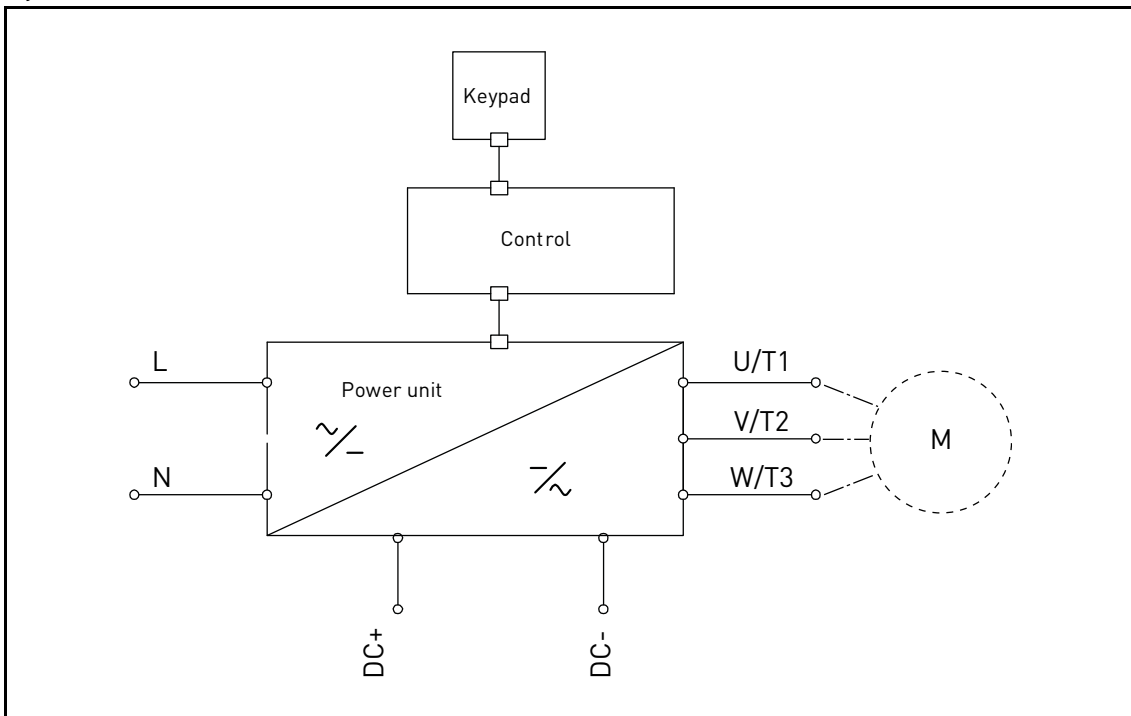 Keypad
Control
L
Power unit
U/T1
V/T2
M
N
W/T3
DC+
DC-